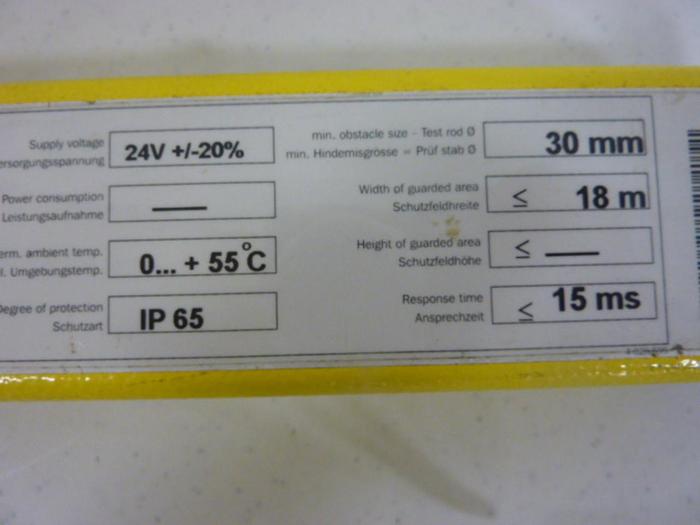 Supply voltage 24V +/-20%
ersorgungsspannung
Power consumption
Leistungsaufnahme
erm. ambient temp. 0... + 55°C
l. Umgebungstemp.
Degree of protection IP 65
Schutzart
min. obstacle size - Test rod Ø 30 mm
min. Hindernisgrösse = Prüf stab Ø
Width of guarded area ≤ 18 m
Schutzfeldhreite
Height of guarded area ≤
Schutzfeldhöhe
Response time ≤ 15 ms
Ansprechzeit